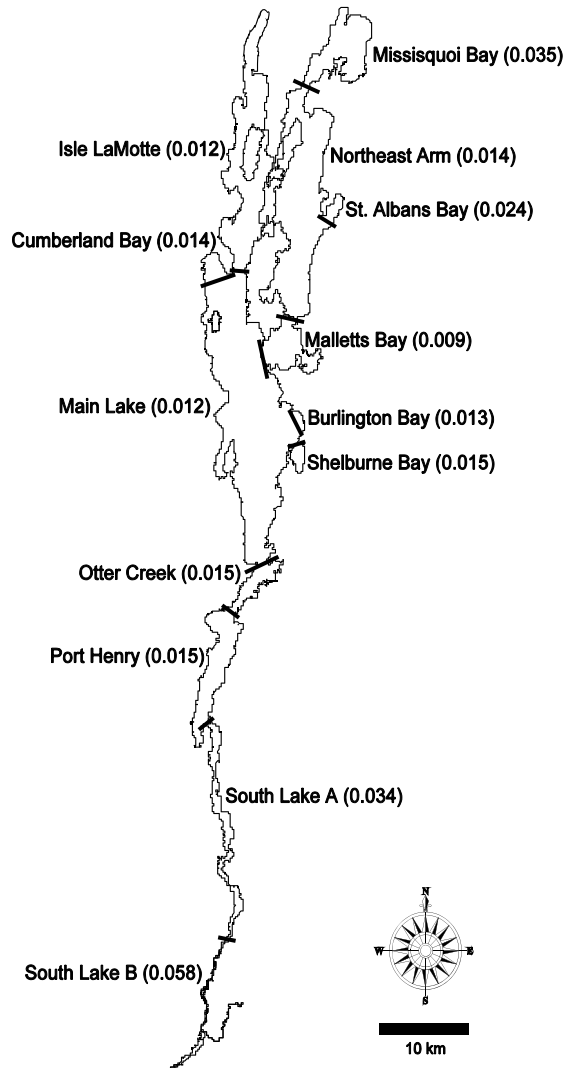 Missisquoi Bay (0.035)
Isle LaMotte (0.012)
Northeast Arm (0.014)
St. Albans Bay (0.024)
Cumberland Bay (0.014)
Malletts Bay (0.009)
Main Lake (0.012)
Burlington Bay (0.013)
Shelburne Bay (0.015)
Otter Creek (0.015)
Port Henry (0.015)
South Lake A (0.034)
N
W E
S
South Lake B (0.058)
10 km